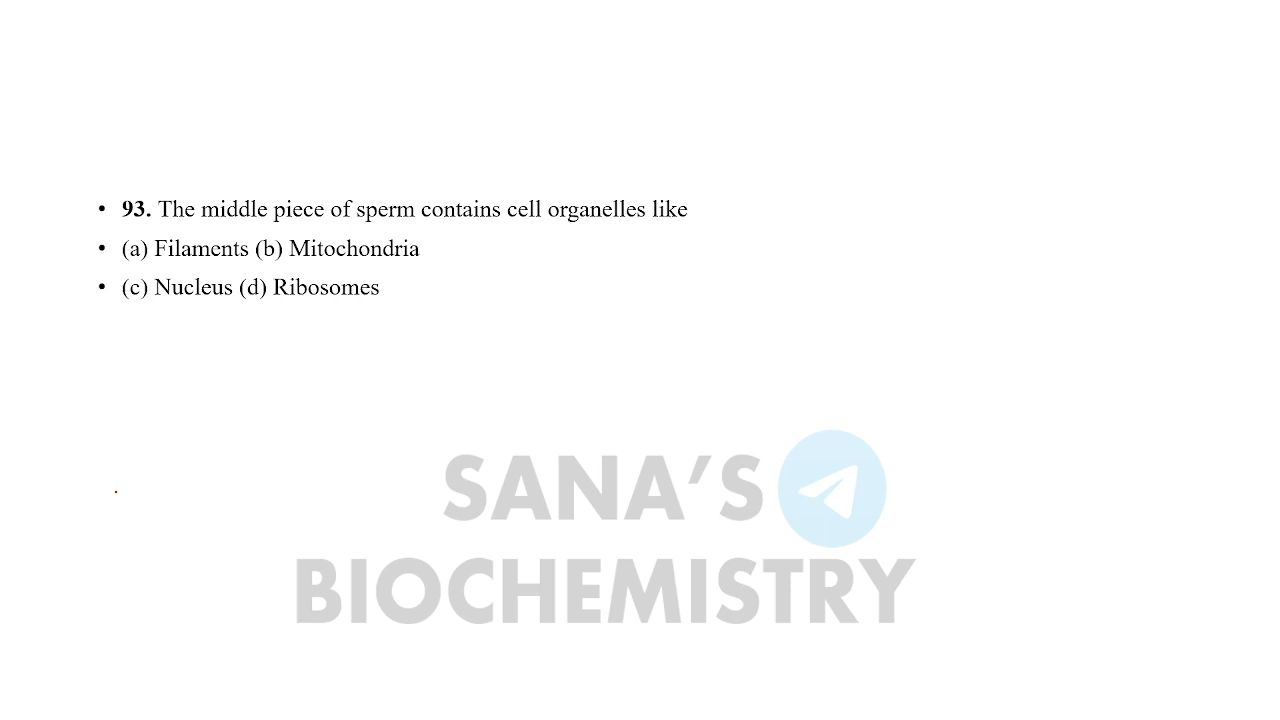 • 93. The middle piece of sperm contains cell organelles like
• (a) Filaments (b) Mitochondria
• (c) Nucleus (d) Ribosomes
SANA'S
BIOCHEMISTRY